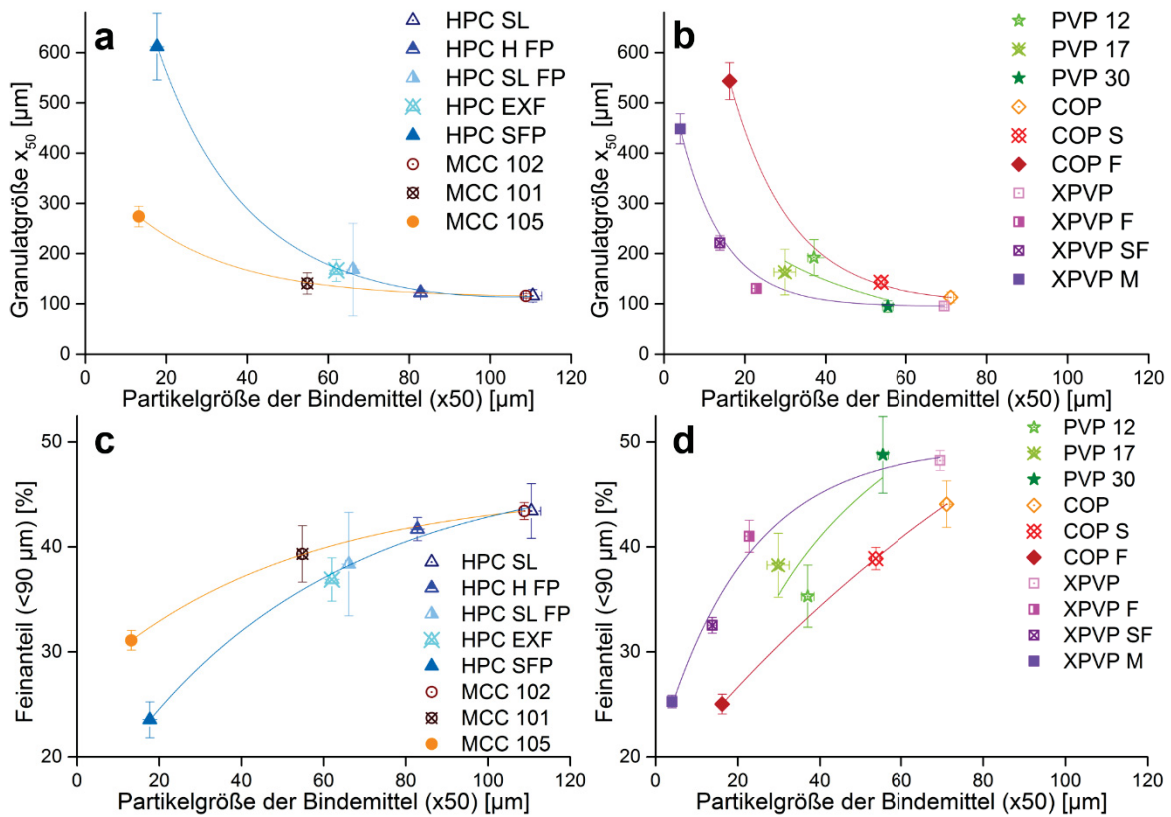 a
600
500
400
300
200
100
0
Granulatgröße x50 [µm]
0 20 40 60 80 100 120
Partikelgröße der Bindemittel (x50) [µm]
HPC SL
HPC H FP
HPC SL FP
HPC EXF
HPC SFP
MCC 102
MCC 101
MCC 105
b
600
500
400
300
200
100
0
Granulatgröße x50 [µm]
0 20 40 60 80 100 120
Partikelgröße der Bindemittel (x50) [µm]
PVP 12
PVP 17
PVP 30
COP
COP S
COP F
XPVP
XPVP F
XPVP SF
XPVP M
c
50
40
30
20
Feinanteil (<90 µm) [%]
0 20 40 60 80 100 120
Partikelgröße der Bindemittel (x50) [µm]
HPC SL
HPC H FP
HPC SL FP
HPC EXF
HPC SFP
MCC 102
MCC 101
MCC 105
d
50
40
30
20
Feinanteil (<90 µm) [%]
0 20 40 60 80 100 120
Partikelgröße der Bindemittel (x50) [µm]
PVP 12
PVP 17
PVP 30
COP
COP S
COP F
XPVP
XPVP F
XPVP SF
XPVP M